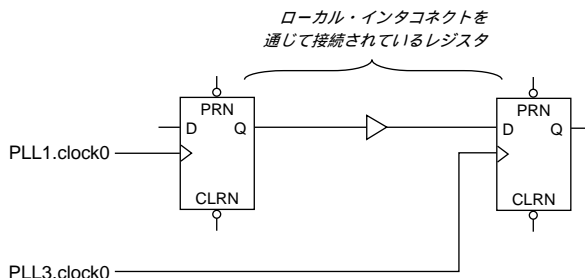 ローカル・インタコネクトを
通じて接続されているレジスタ
PRN
D Q
CLRN
PRN
D Q
CLRN
PLL1.clock0
PLL3.clock0